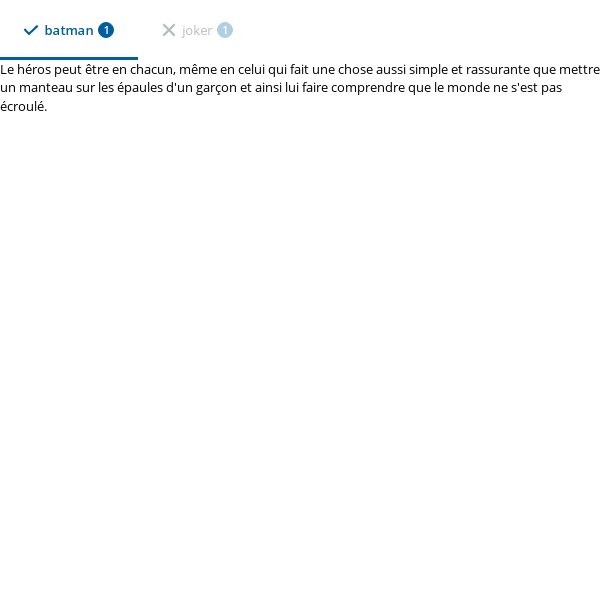 batman 1 joker 1
Le héros peut être en chacun, même en celui qui fait une chose aussi simple et rassurante que mettre
un manteau sur les épaules d'un garçon et ainsi lui faire comprendre que le monde ne s'est pas
écroulé.